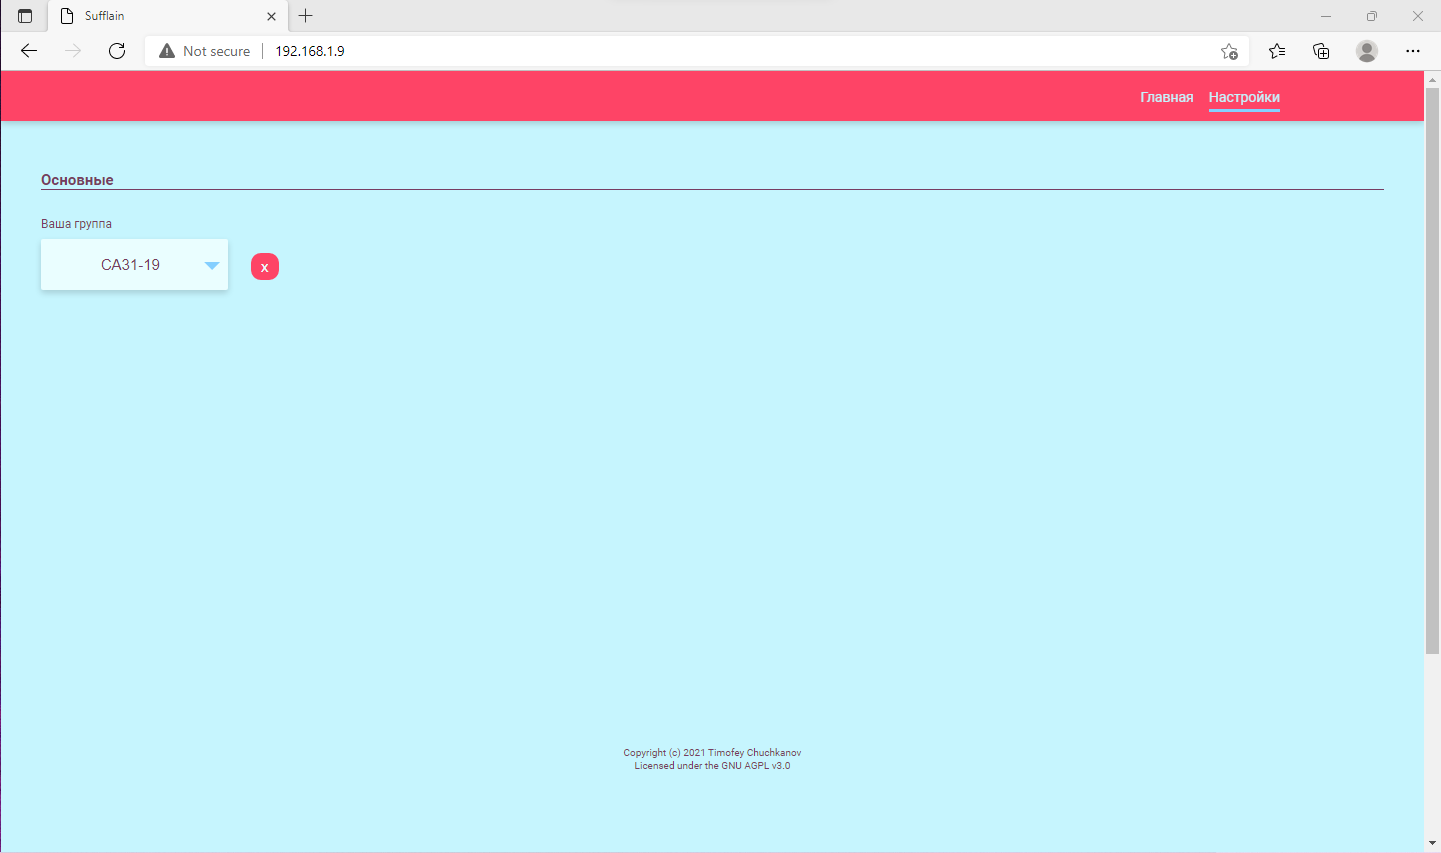 Sufflain
Not secure
192.168.1.9
Главная
Настройки
Основные
Ваша группа
СА31-19
x
Copyright (c) 2021 Timofey Chuchkanov
Licensed under the GNU AGPL v3.0